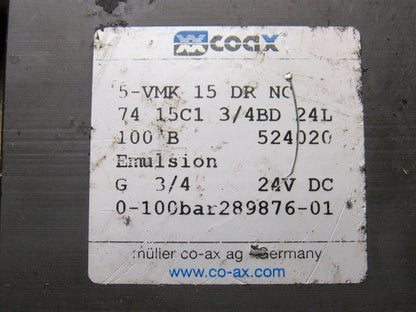 coax
5-VMK 15 DR NC
74 15C1 3/4BD 24L
100 B 524020
Emulsion
G 3/4 24V DC
0-100bar289876-01
müller co-ax ag Germany
www.co-ax.com